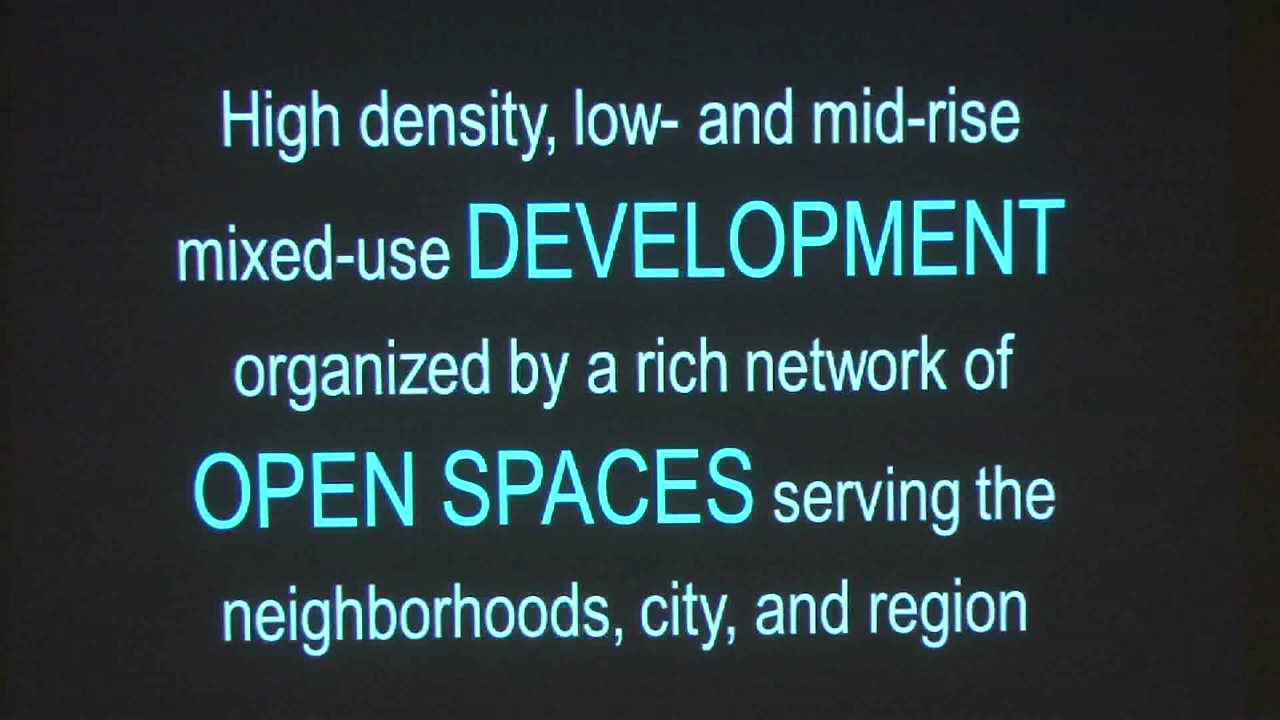 High density, low- and mid-rise
mixed-use DEVELOPMENT
organized by a rich network of
OPEN SPACES serving the
neighborhoods, city, and region